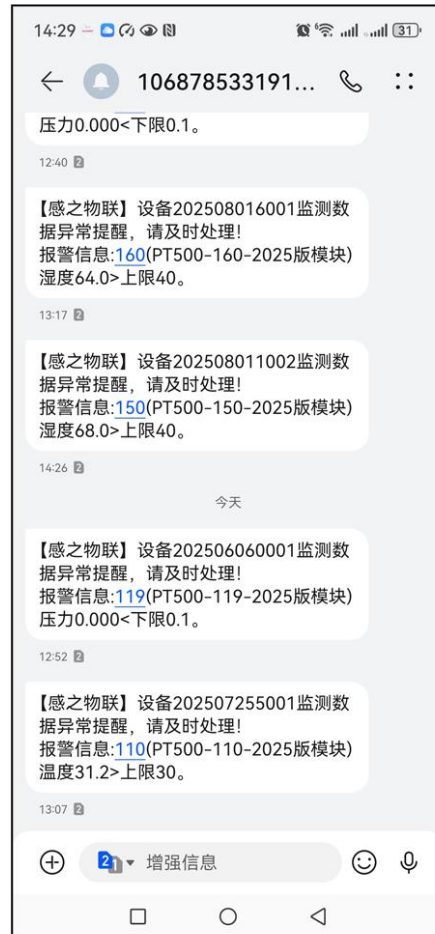 14:29
31
106878533191...
压力0.000<下限0.1。
12:40 2
【感之物联】设备202508016001监测数
据异常提醒，请及时处理!
报警信息:160(PT500-160-2025版模块)
湿度64.0>上限40。
13:17 2
【感之物联】设备202508011002监测数
据异常提醒，请及时处理!
报警信息:150(PT500-150-2025版模块)
湿度68.0>上限40。
14:26 2
今天
【感之物联】设备202506060001监测数
据异常提醒，请及时处理!
报警信息:119(PT500-119-2025版模块)
压力0.000<下限0.1。
12:52 2
【感之物联】设备202507255001监测数
据异常提醒，请及时处理!
报警信息:110(PT500-110-2025版模块)
温度31.2>上限30。
13:07 2
21 增强信息